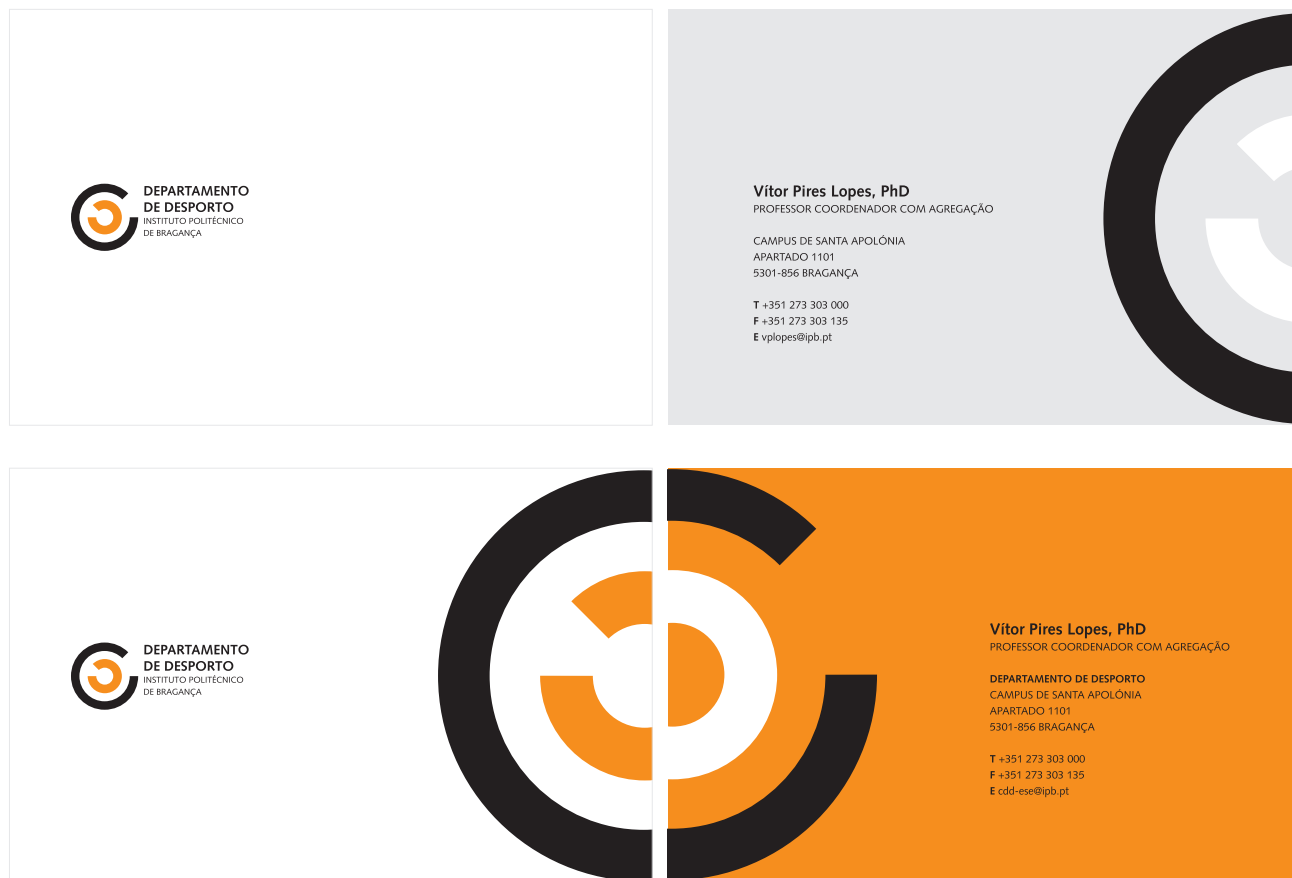 DEPARTAMENTO
DE DESPORTO
INSTITUTO POLITÉCNICO
DE BRAGANÇA
Vítor Pires Lopes, PhD
PROFESSOR COORDENADOR COM AGREGAÇÃO
CAMPUS DE SANTA APOLÓNIA
APARTADO 1101
5301-856 BRAGANÇA
T +351 273 303 000
F +351 273 303 135
E vplopes@ipb.pt
DEPARTAMENTO
DE DESPORTO
INSTITUTO POLITÉCNICO
DE BRAGANÇA
Vítor Pires Lopes, PhD
PROFESSOR COORDENADOR COM AGREGAÇÃO
DEPARTAMENTO DE DESPORTO
CAMPUS DE SANTA APOLÓNIA
APARTADO 1101
5301-856 BRAGANÇA
T +351 273 303 000
F +351 273 303 135
E cdd-ese@ipb.pt